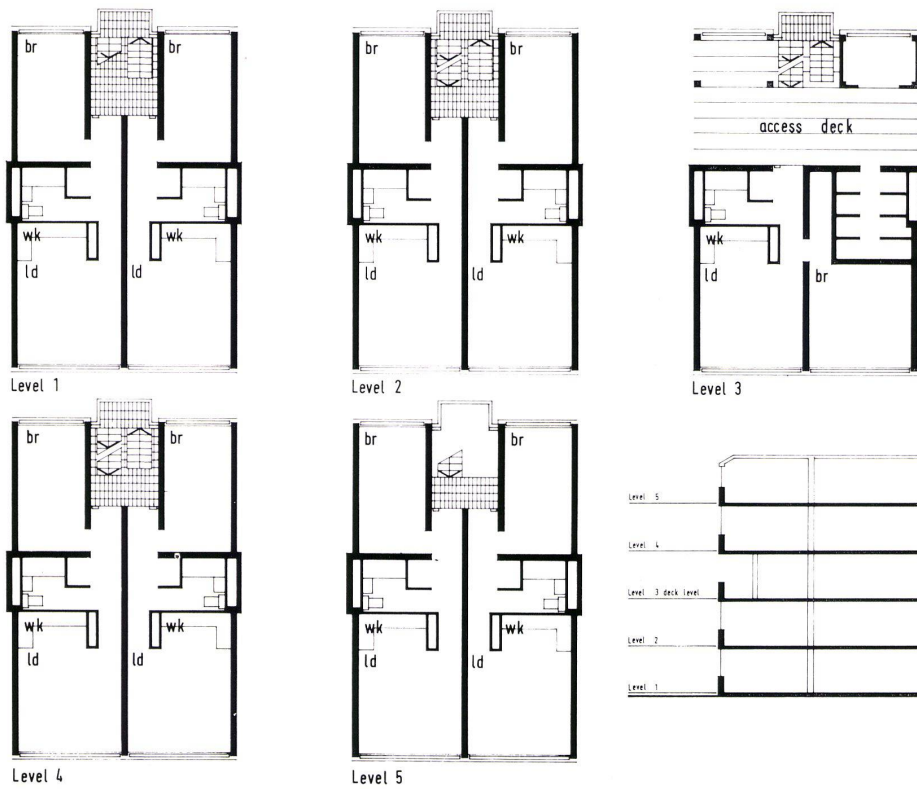 br
br
wk
wk
ld
ld
Level 1
br
br
wk
wk
ld
ld
Level 2
access deck
wk
ld
br
Level 3
br
br
wk
wk
ld
ld
Level 4
br
br
wk
wk
ld
ld
Level 5
Level 5
Level 4
Level 3 deck level
Level 2
Level 1